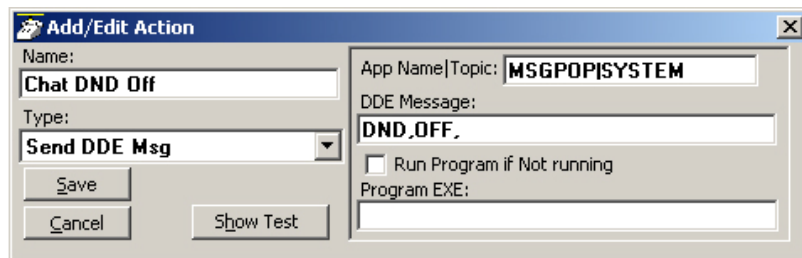 Add/Edit Action
Name:
Chat DND Off
Type:
Send DDE Msg
Save
Cancel
Show Test
App Name|Topic: MSGPOP|SYSTEM
DDE Message:
DND,OFF,
Run Program if Not running
Program EXE: